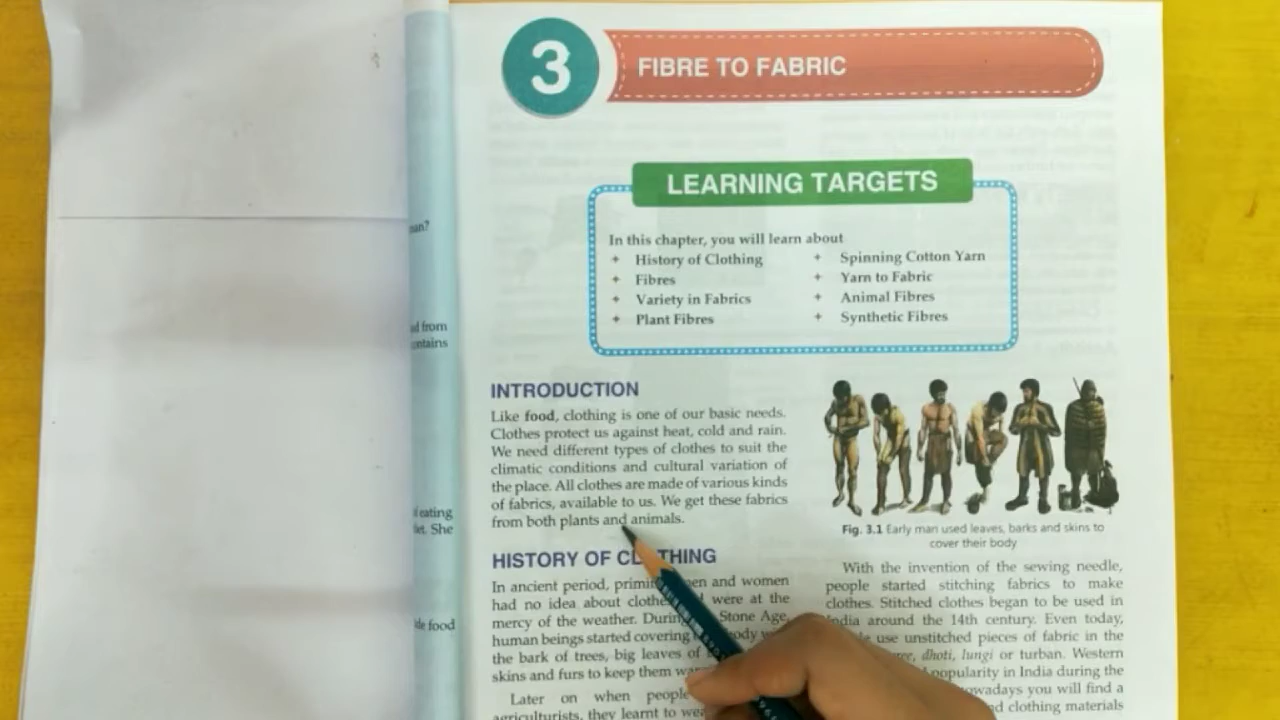 3
FIBRE TO FABRIC
LEARNING TARGETS
In this chapter, you will learn about
+ History of Clothing
+ Fibres
+ Variety in Fabrics
+ Plant Fibres
+ Spinning Cotton Yarn
+ Yarn to Fabric
+ Animal Fibres
+ Synthetic Fibres
INTRODUCTION
Like food, clothing is one of our basic needs.
Clothes protect us against heat, cold and rain.
We need different types of clothes to suit the
climatic conditions and cultural variation of
the place. All clothes are made of various kinds
of fabrics, available to us. We get these fabrics
from both plants and animals.
HISTORY OF CLOTHING
In ancient period, men and women
had no idea about were at the
mercy of the weather. Stone Age,
human beings started covering
the bark of trees, big leaves of
skins and furs to keep them
Later on when people
agriculturists, they learnt to
Fig. 3.1 Early man used leaves, barks and skins to
cover their body
With the invention of the sewing needle,
people started stitching fabrics to make
clothes. Stitched clothes began to be used in
India around the 14th century. Even today,
use unstitched pieces of fabric in the
dhoti, lungi or turban. Western
popularity in India during the
nowadays you will find a
clothing materials
from
eating
She
food